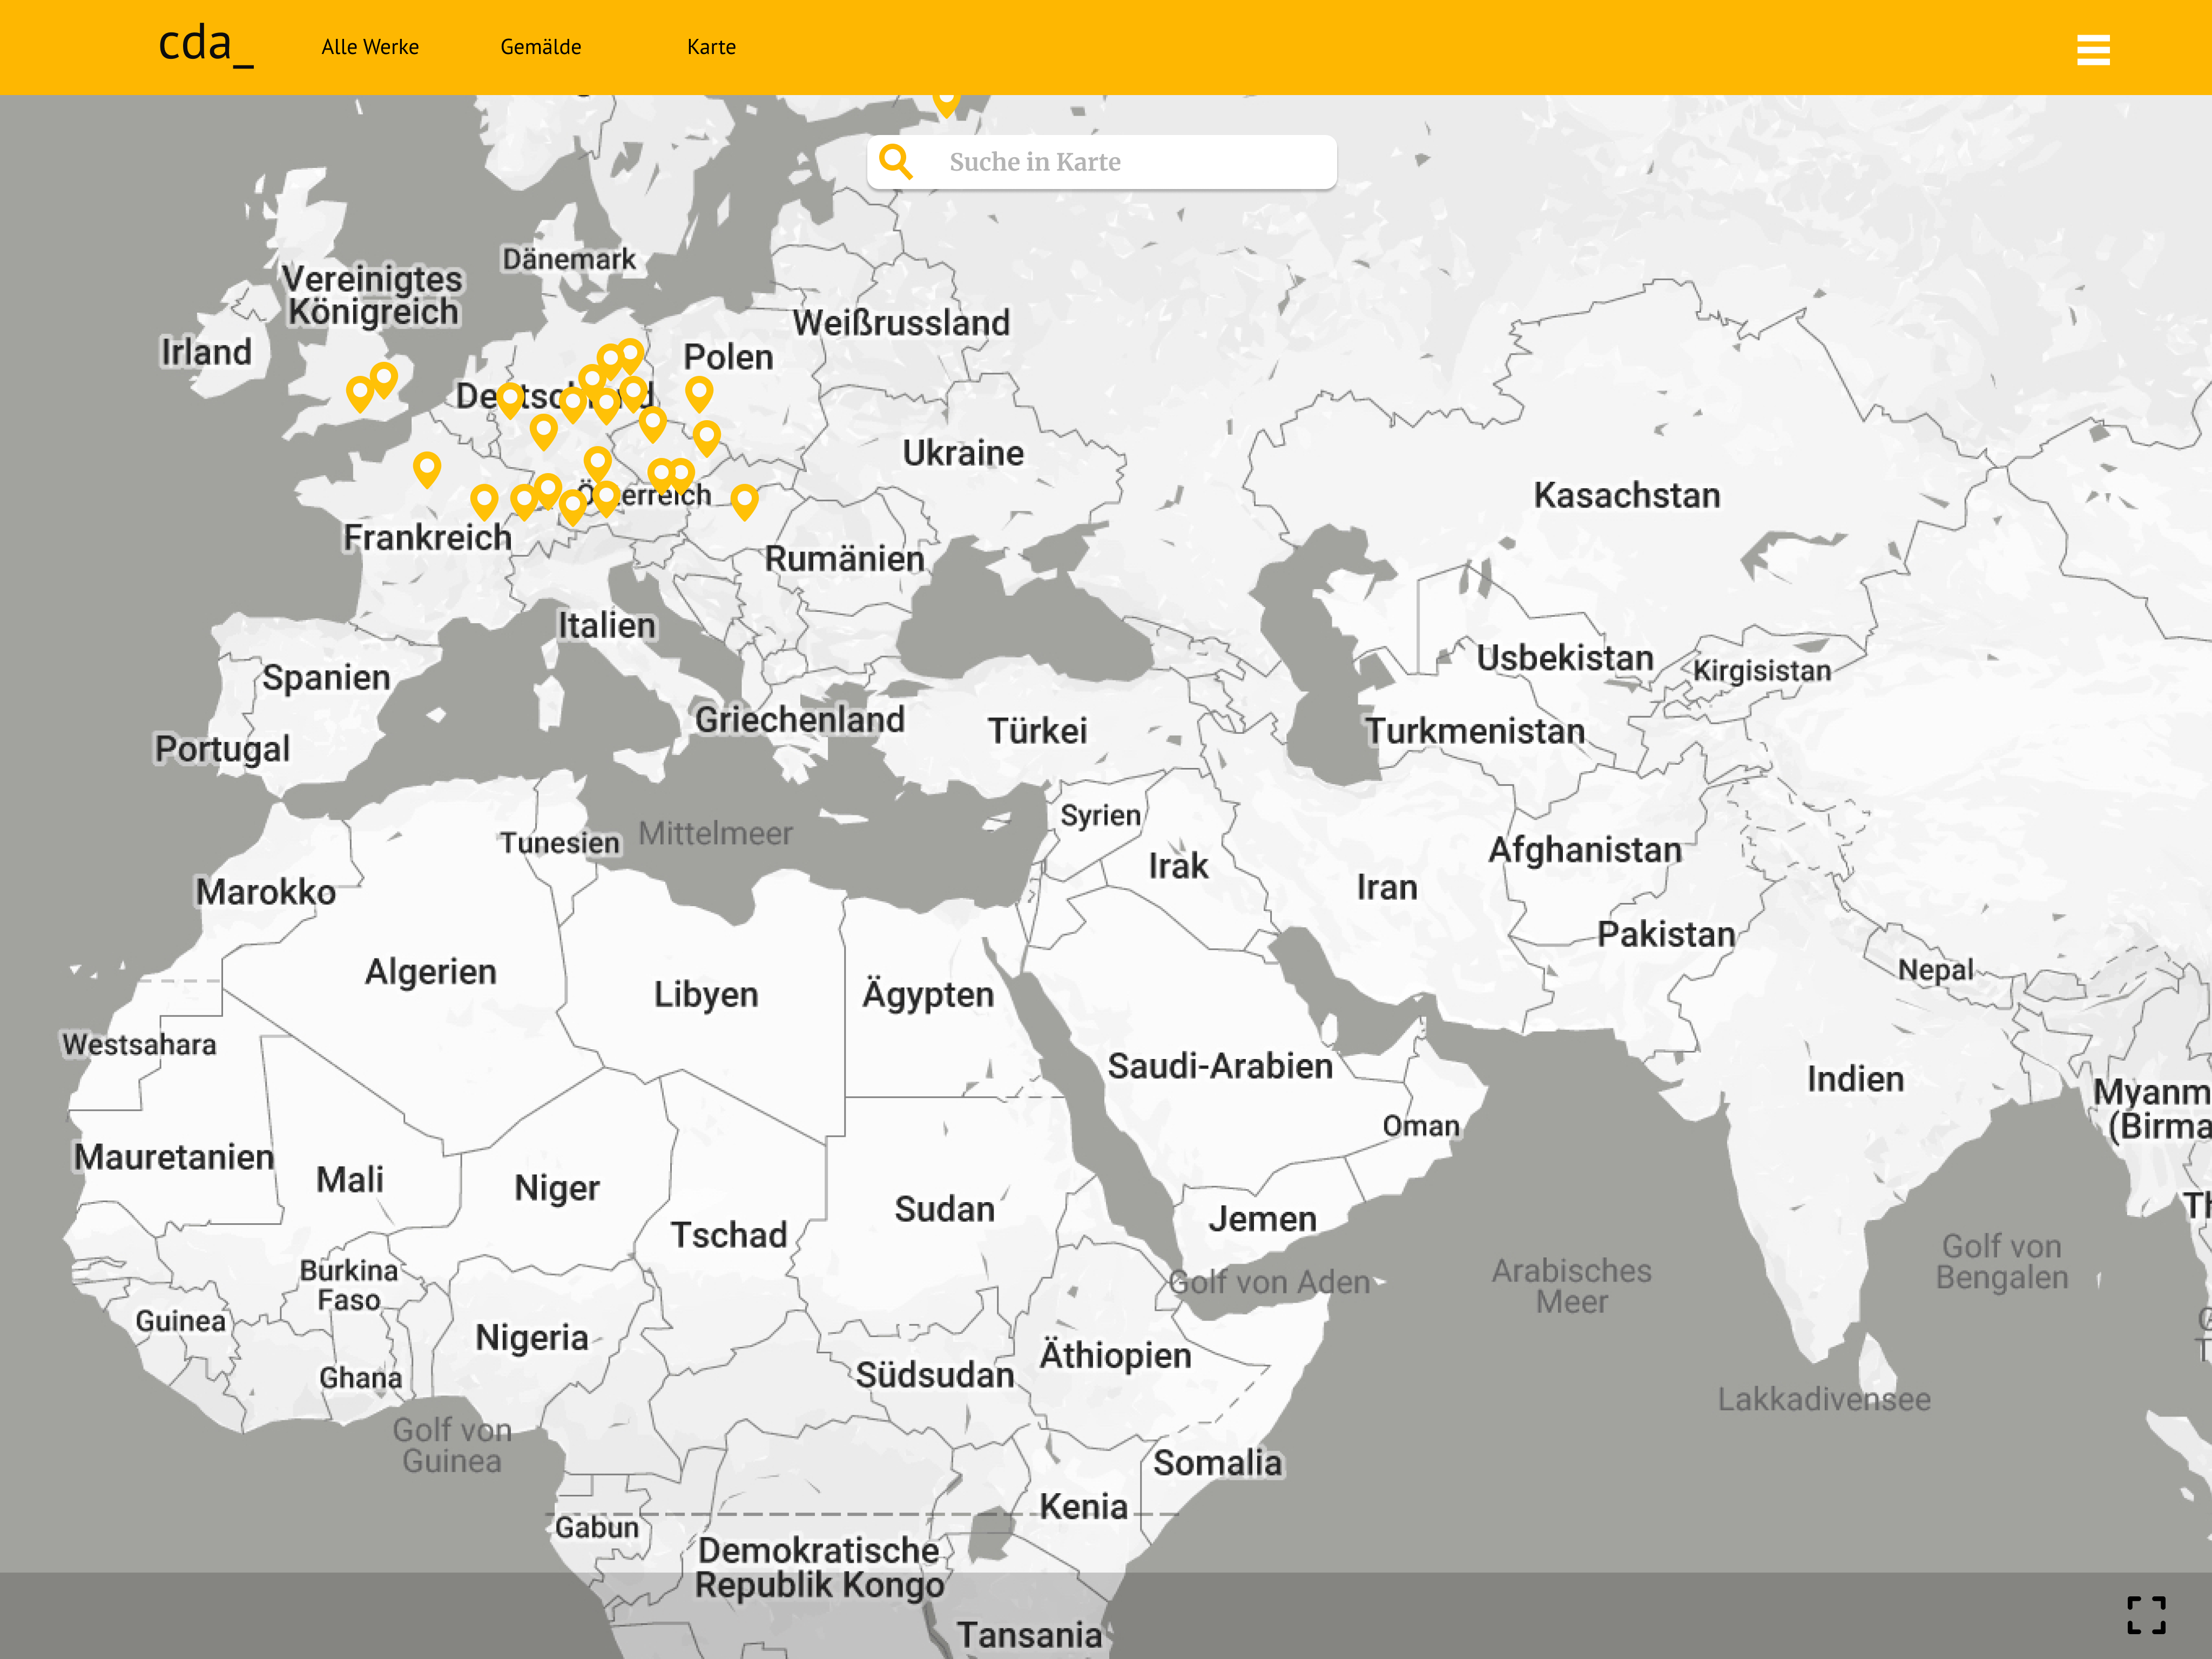 cda_
Alle Werke
Gemälde
Karte
Suche in Karte
Dänemark
Vereinigtes
Königreich
Weißrussland
Irland
Polen
Deutschland
Ukraine
Österreich
Kasachstan
Frankreich
Rumänien
Italien
Usbekistan
Kirgisistan
Spanien
Griechenland
Türkei
Turkmenistan
Portugal
Syrien
Mittelmeer
Tunesien
Afghanistan
Irak
Iran
Marokko
Pakistan
Algerien
Nepal
Libyen
Ägypten
Westsahara
Saudi-Arabien
Indien
Myanm
(Birma
Oman
Mauretanien
Mali
Niger
Th
Sudan
Jemen
Tschad
Golf von
Bengalen
Burkina
Faso
Golf von Aden
Arabisches
Meer
Guinea
Nigeria
Äthiopien
Südsudan
Ghana
Lakkadivensee
Golf von
Guinea
Somalia
Kenia
Gabun
Demokratische
Republik Kongo
Tansania